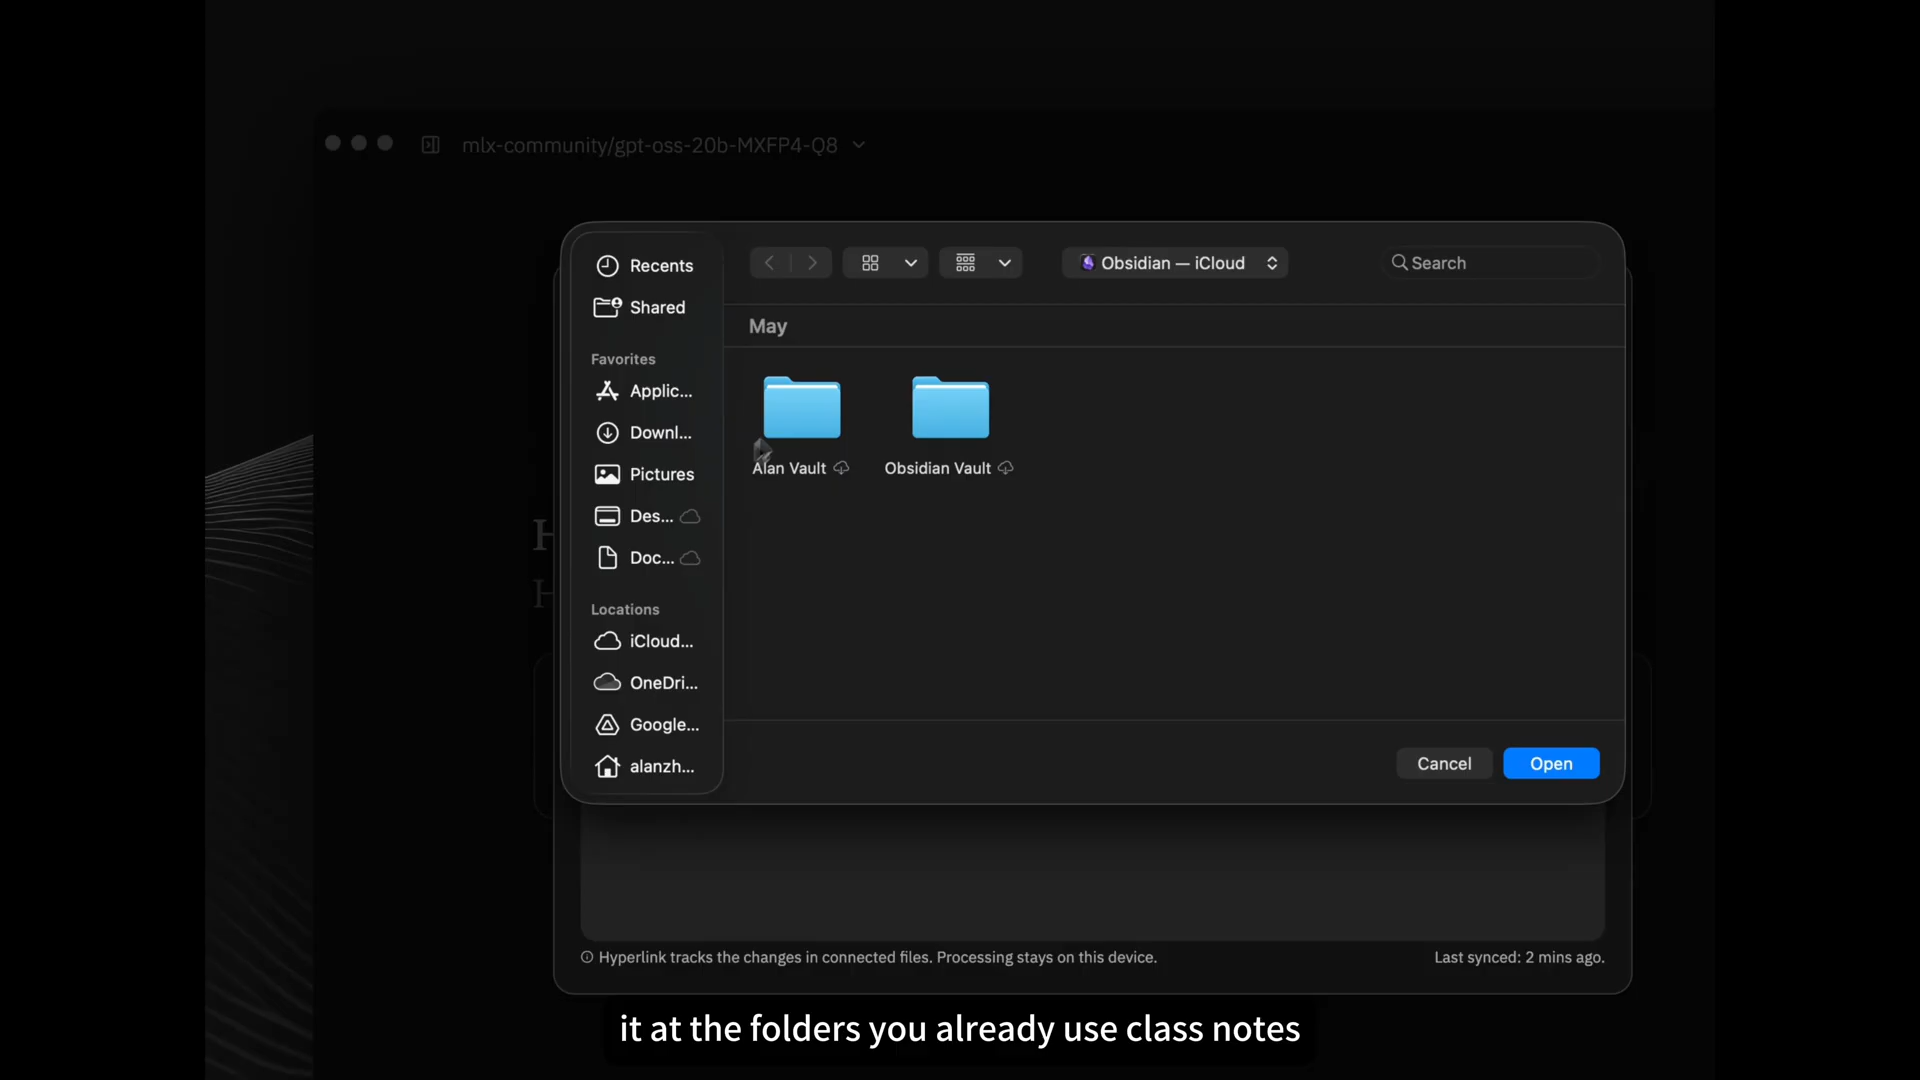 mlx-community/gpt-oss-20b-MXFP4-Q8
Recents
Shared
Favorites
Applic...
Downl...
Pictures
Des...
Doc...
Locations
iCloud...
OneDri...
Google...
alanzh...
Obsidian — iCloud
Search
May
Alan Vault
Obsidian Vault
Cancel
Open
Hyperlink tracks the changes in connected files. Processing stays on this device.
Last synced: 2 mins ago.
it at the folders you already use class notes